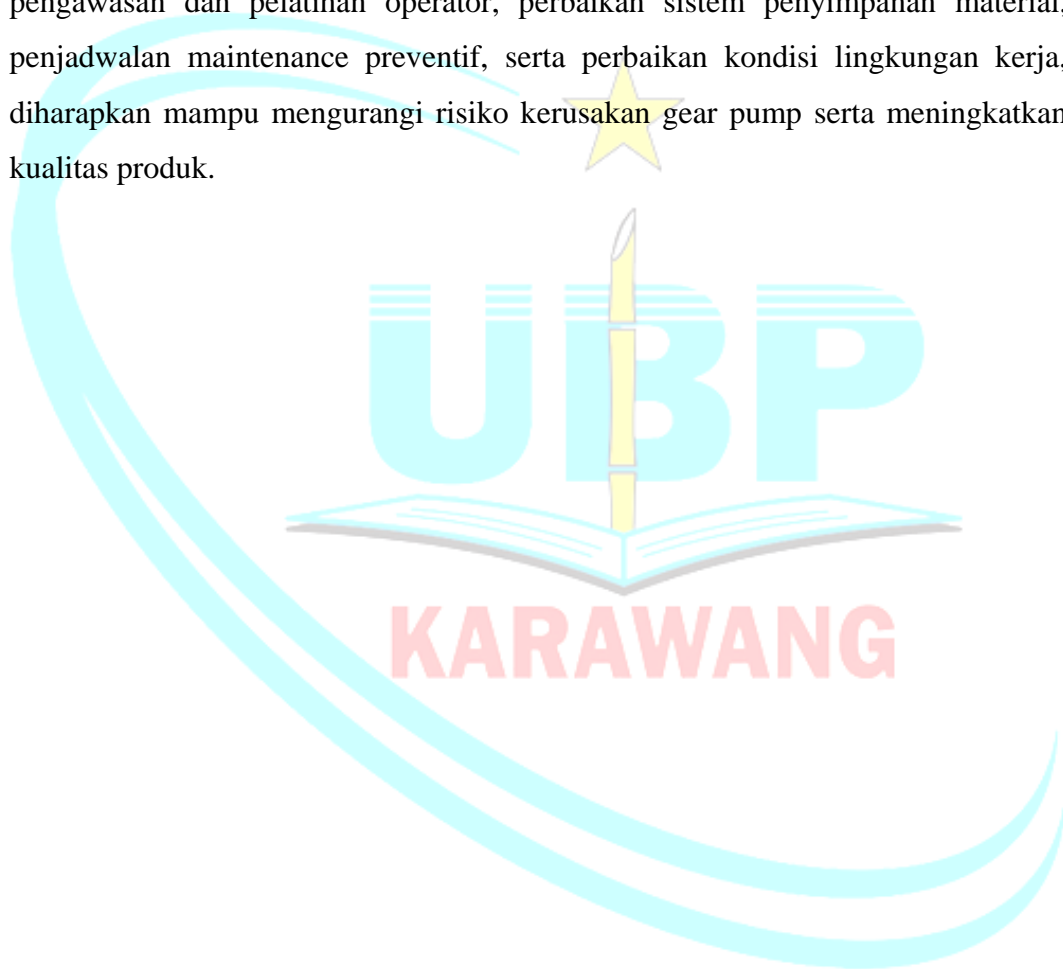 pengawasan dan pelatihan operator, perbaikan sistem penyimpanan material,
penjadwalan maintenance preventif, serta perbaikan kondisi lingkungan kerja,
diharapkan mampu mengurangi risiko kerusakan gear pump serta meningkatkan
kualitas produk.
UBP
KARAWANG